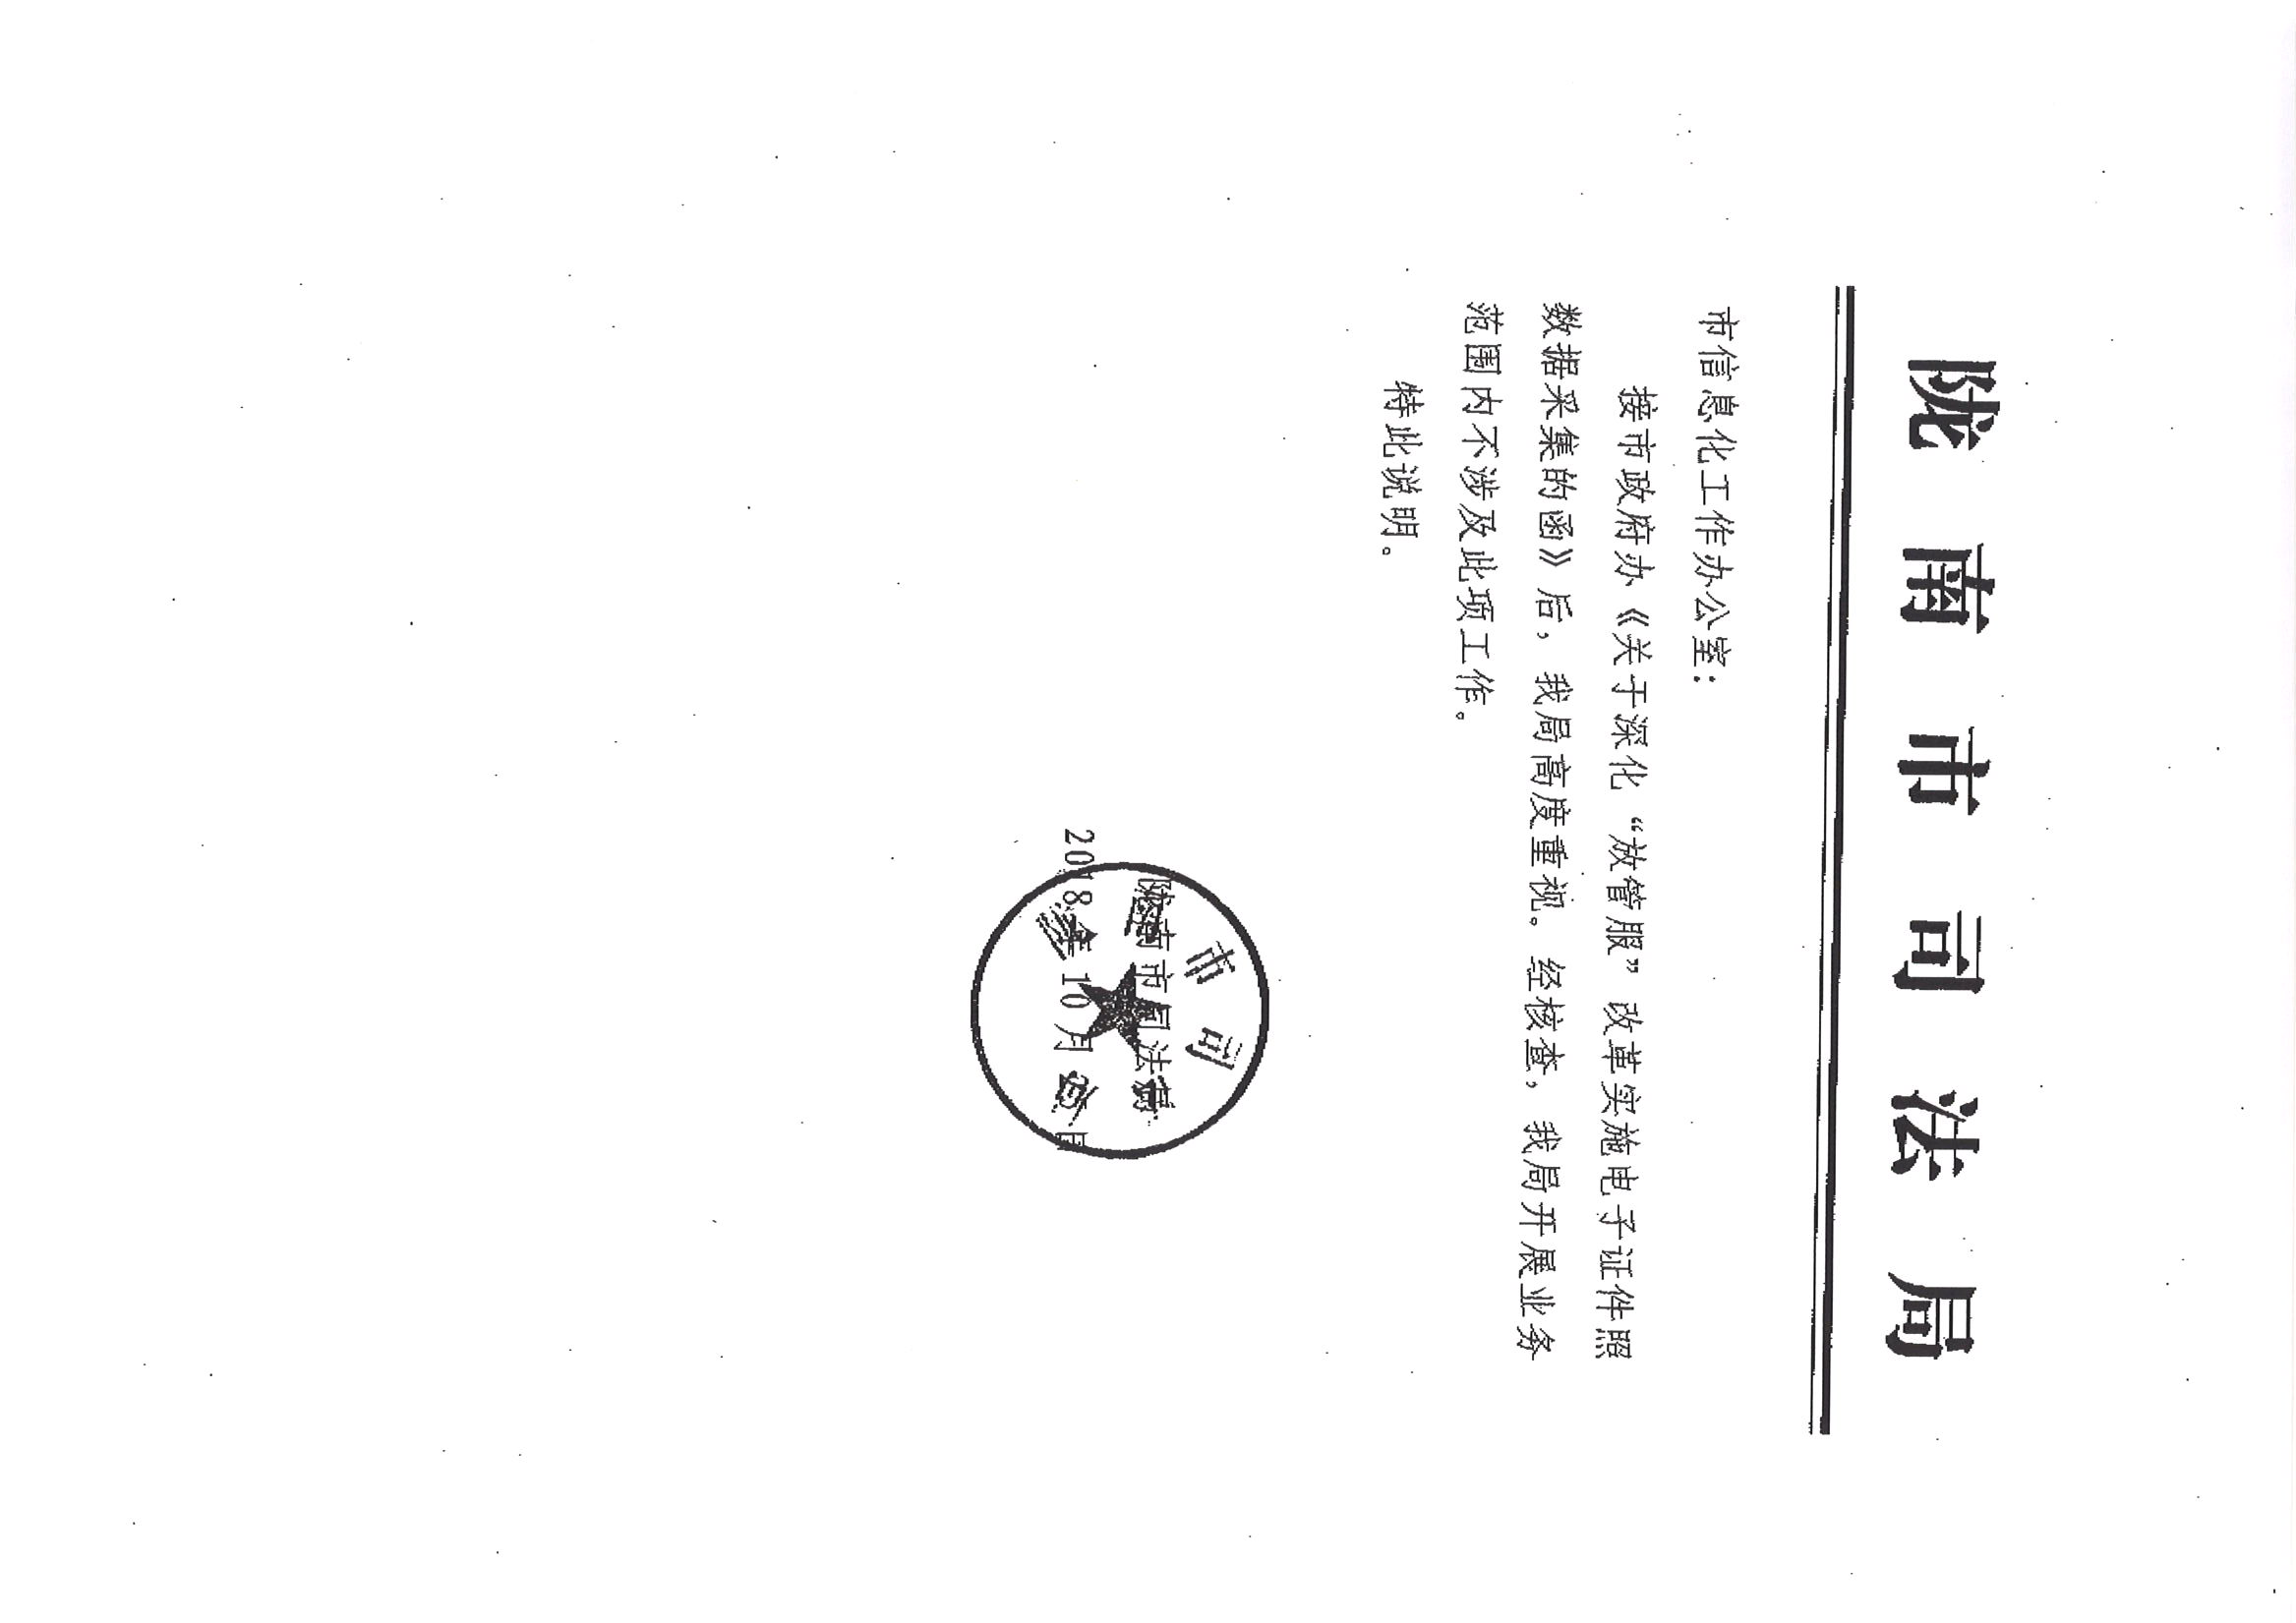 陇南市司法局
市信息化工作办公室：
接市政府办《关于深化“放管服”改革实施电子证件照
数据采集的函》后，我局高度重视。经核查，我局开展业务
范围内不涉及此项工作。
特此说明。
市司
陇南市司法局
2018年10月 日